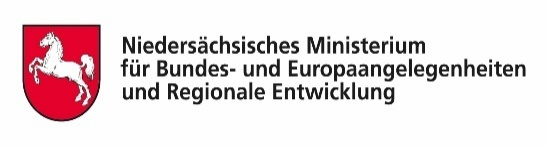 Niedersächsisches Ministerium
für Bundes- und Europaangelegenheiten
und Regionale Entwicklung